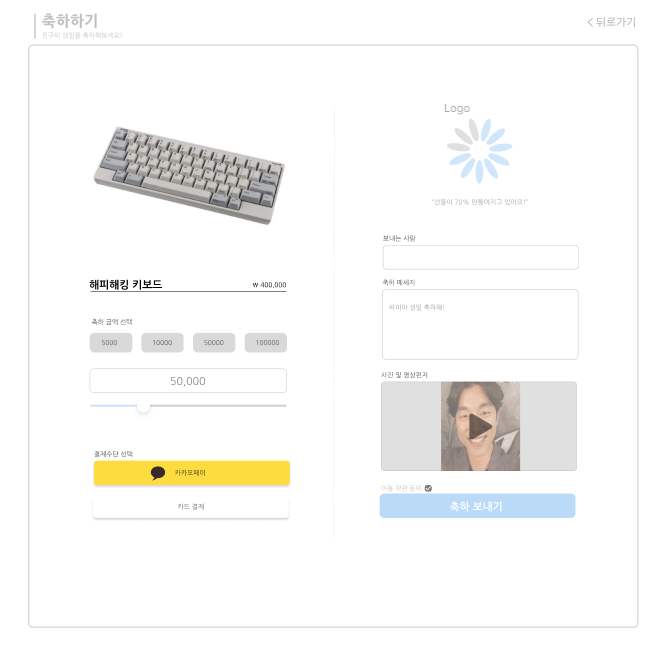 축하하기
친구의 생일을 축하해보세요!
< 뒤로가기
해피해킹 키보드
₩ 400,000
축하 금액 선택
5000
10000
50000
100000
50,000
결제수단 선택
카카오페이
카드 결제
Logo
"선물이 70% 만들어지고 있어요!"
보내는 사람
축하 메세지
생일 축하해!
사진 및 영상편지
이용 약관 동의
축하 보내기